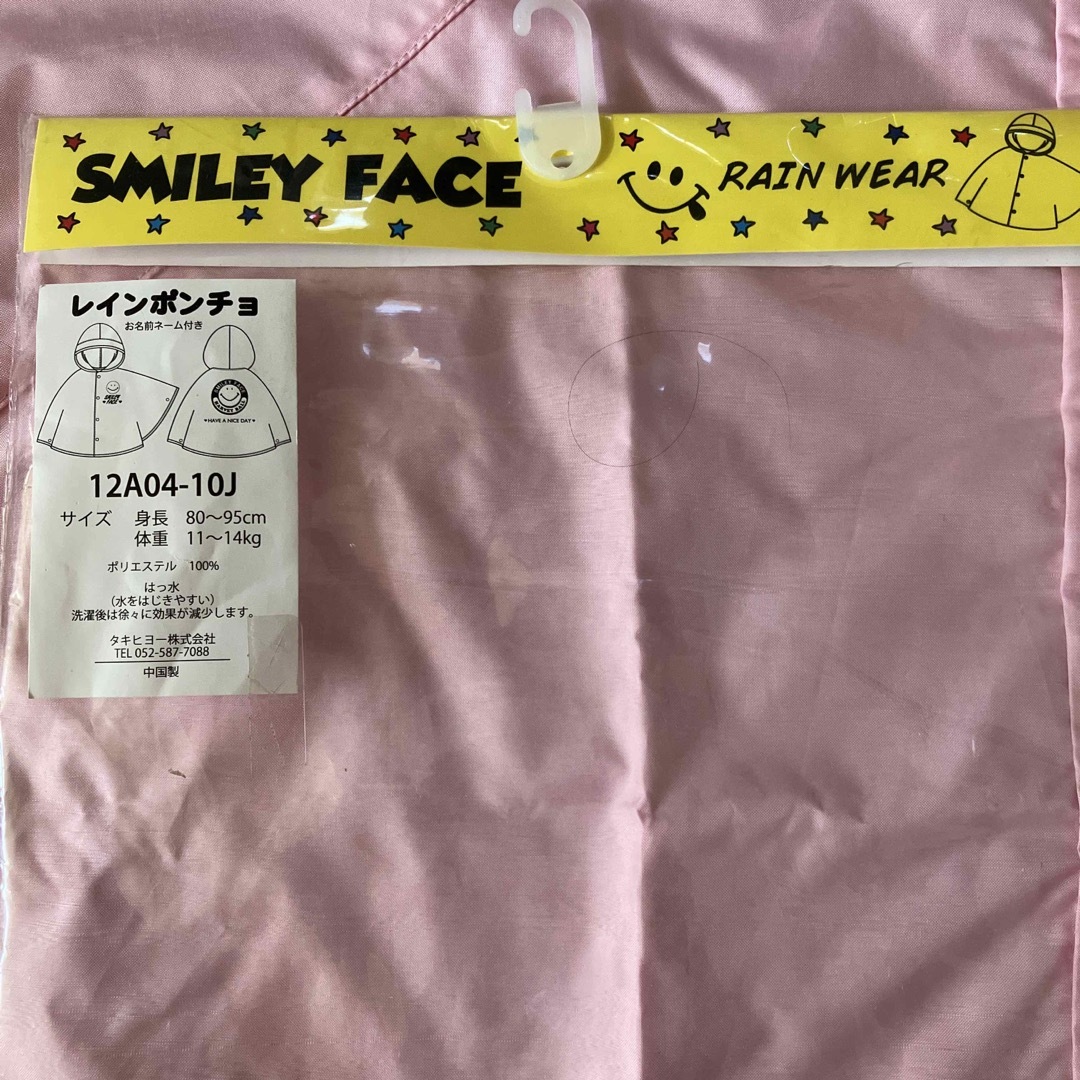 SMILEY FACE
RAIN WEAR
レインポンチョ
お名前ネーム付き
SMILEY FACE
HARVEY BALL
♥HAVE A NICE DAY♥
12A04-10J
サイズ 身長 80〜95cm
体重 11〜14kg
ポリエステル 100%
はっ水
(水をはじきやすい)
洗濯後は徐々に効果が減少します。
タキヒヨー株式会社
TEL 052-587-7088
中国製